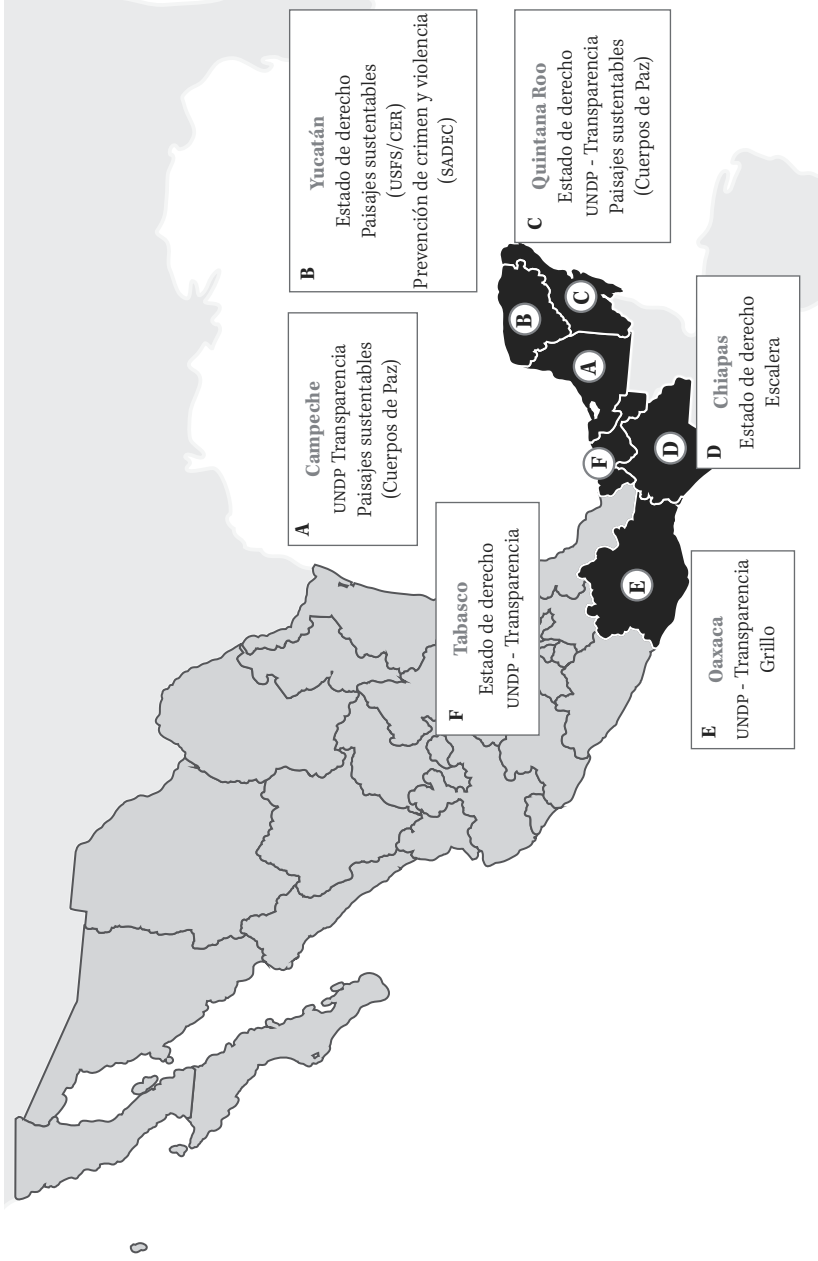 A
Campeche
UNDP Transparencia
Paisajes sustentables
(Cuerpos de Paz)
B
Yucatán
Estado de derecho
Paisajes sustentables
(USFS/CER)
Prevención de crimen y violencia
(SADEC)
C
Quintana Roo
Estado de derecho
UNDP - Transparencia
Paisajes sustentables
(Cuerpos de Paz)
D
Chiapas
Estado de derecho
Escalera
E
Oaxaca
UNDP - Transparencia
Grillo
F
Tabasco
Estado de derecho
UNDP - Transparencia
A
B
C
D
E
F